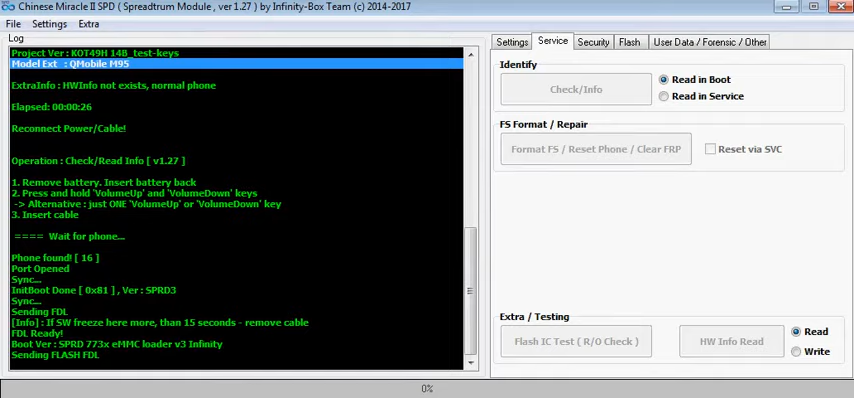 Chinese Miracle II SPD ( Spreadtrum Module , ver 1.27 ) by Infinity-Box Team (c) 2014-2017
File Settings Extra
Log
Project Ver : KOT49H 14B_test-keys
Model Ext : QMobile M95
ExtraInfo : HWInfo not exists, normal phone
Elapsed: 00:00:26
Reconnect Power/Cable!
Operation : Check/Read Info [ v1.27 ]
1. Remove battery. Insert battery back
2. Press and hold 'VolumeUp' and 'VolumeDown' keys
-> Alternative : just ONE 'VolumeUp' or 'VolumeDown' key
3. Insert cable
==== Wait for phone...
Phone found! [ 16 ]
Port Opened
Sync...
InitBoot Done [ 0x81 ] , Ver : SPRD3
Sync...
Sending FDL
[Info] : If SW freeze here more, than 15 seconds - remove cable
FDL Ready!
Boot Ver : SPRD 773x eMMC loader v3 Infinity
Sending FLASH FDL
Settings Service Security Flash User Data / Forensic / Other
Identify
Check/Info
Read in Boot
Read in Service
FS Format / Repair
Format FS / Reset Phone / Clear FRP
Reset via SVC
Extra / Testing
Flash IC Test ( R/O Check )
HW Info Read
Read
Write
0%